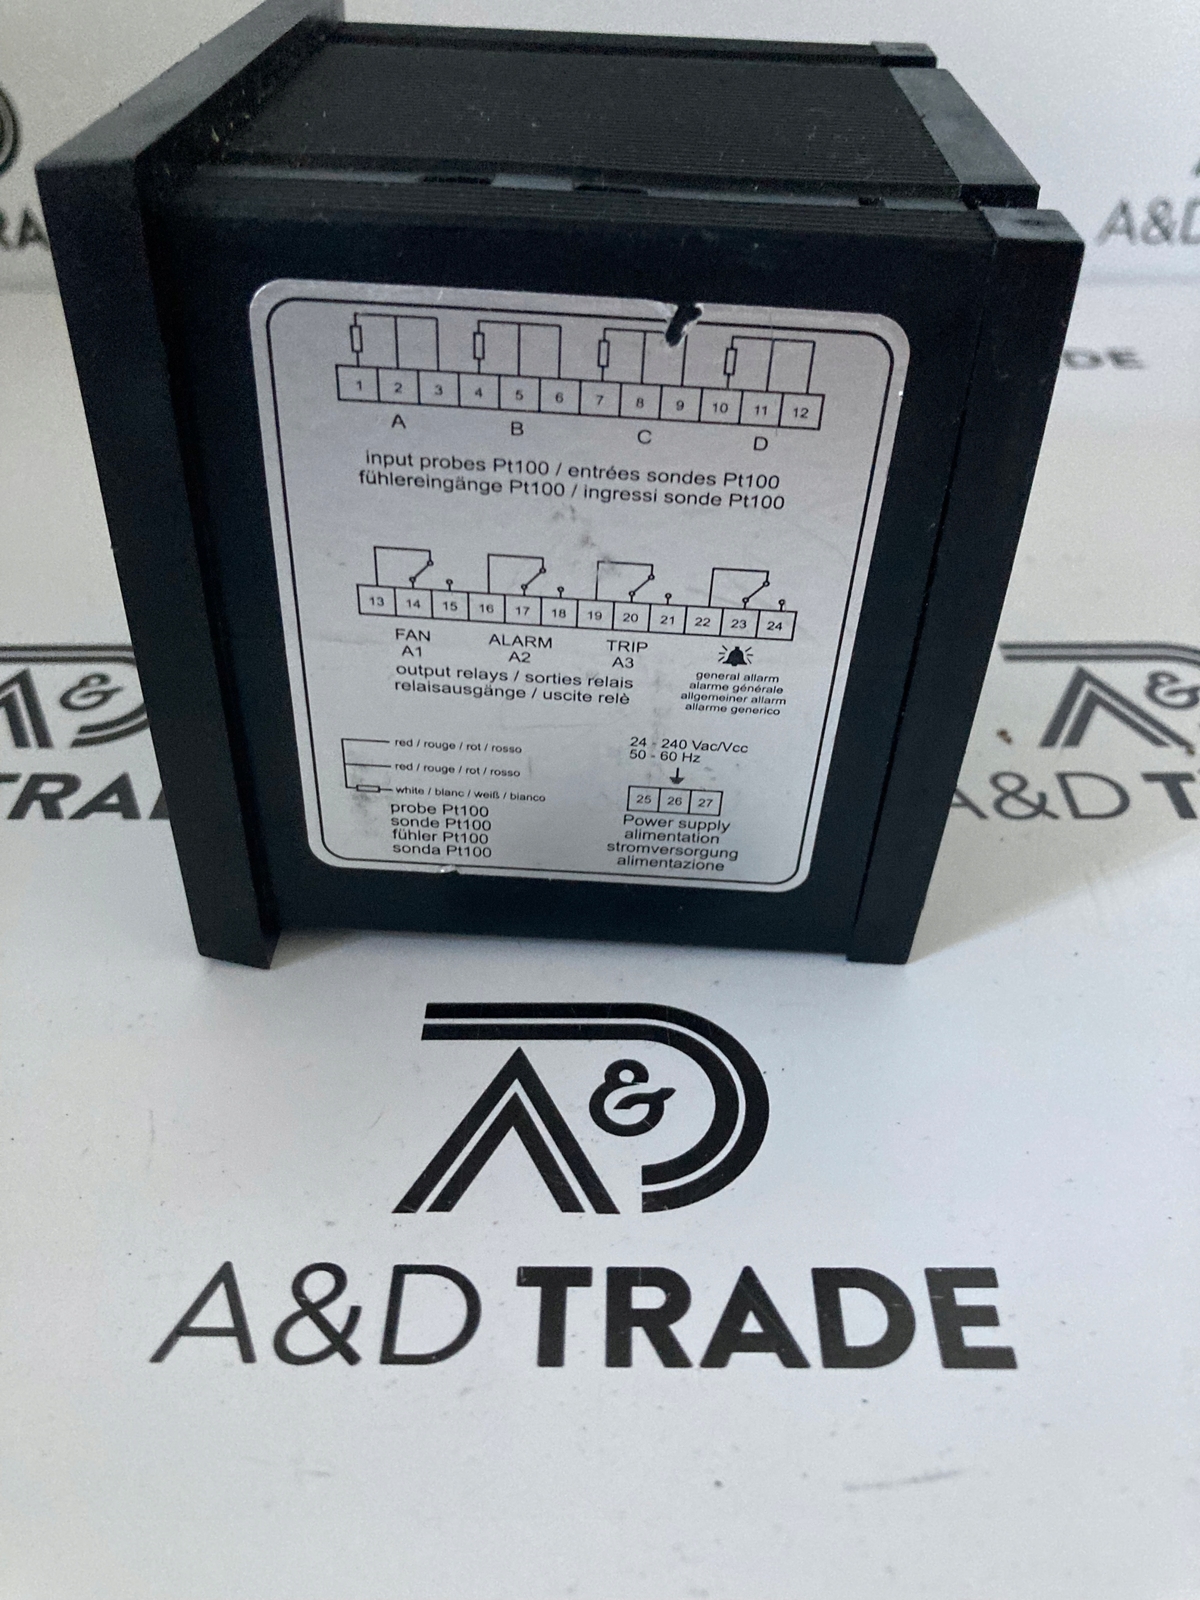 1 2 3 4 5 6 7 8 9 10 11 12
A B C D
input probes Pt100 / entrées sondes Pt100
fühlereingänge Pt100 / ingressi sonde Pt100
13 14 15 16 17 18 19 20 21 22 23 24
FAN ALARM TRIP
A1 A2 A3
output relays / sorties relais
relaisausgänge / uscite relè
general allarm
alarme générale
allgemeiner allarm
allarme generico
red / rouge / rot / rosso
red / rouge / rot / rosso
white / blanc / weiß / bianco
probe Pt100
sonde Pt100
fühler Pt100
sonda Pt100
24 - 240 Vac/Vcc
50 - 60 Hz
25 26 27
Power supply
alimentation
stromversorgung
alimentazione
A&D
A&D TRADE
A&D
RA
DE
A&D
TRA
A&
A&D T